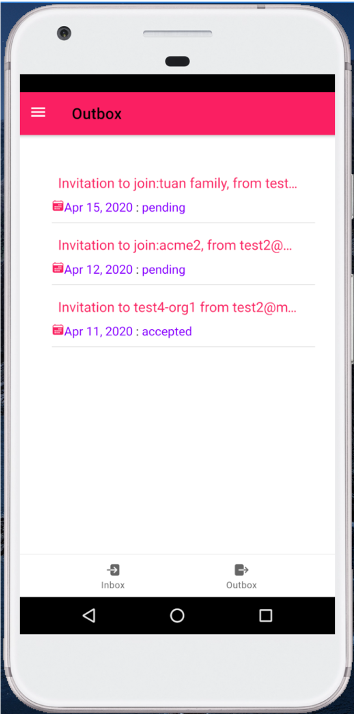 Outbox
Invitation to join:tuan family, from test...
Apr 15, 2020 : pending
Invitation to join:acme2, from test2@...
Apr 12, 2020 : pending
Invitation to test4-org1 from test2@m...
Apr 11, 2020 : accepted
Inbox Outbox